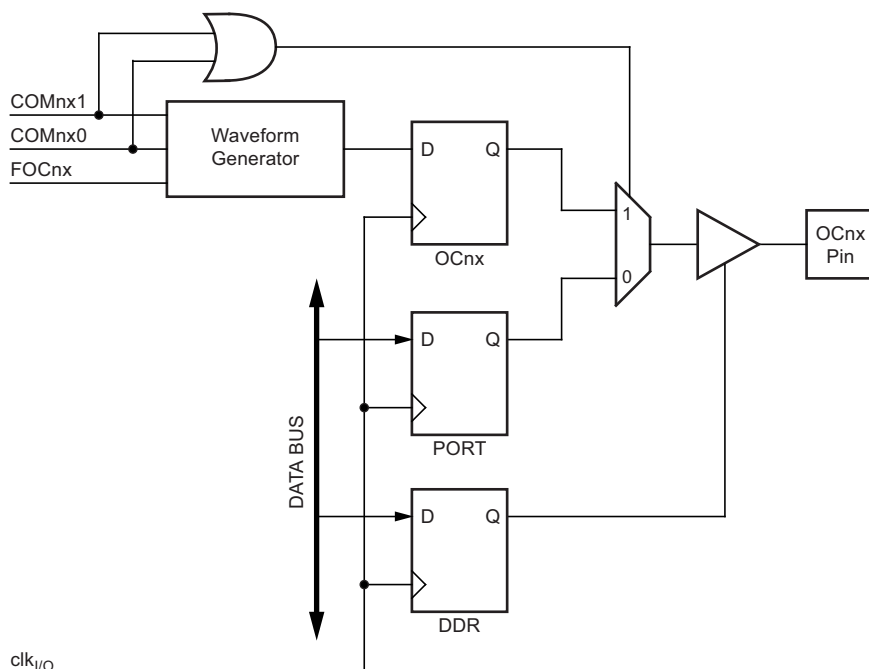 COMnx1
COMnx0
FOCnx
Waveform
Generator
D
Q
OCnx
1
0
OCnx
Pin
D
Q
PORT
DATA BUS
D
Q
DDR
clkI/O